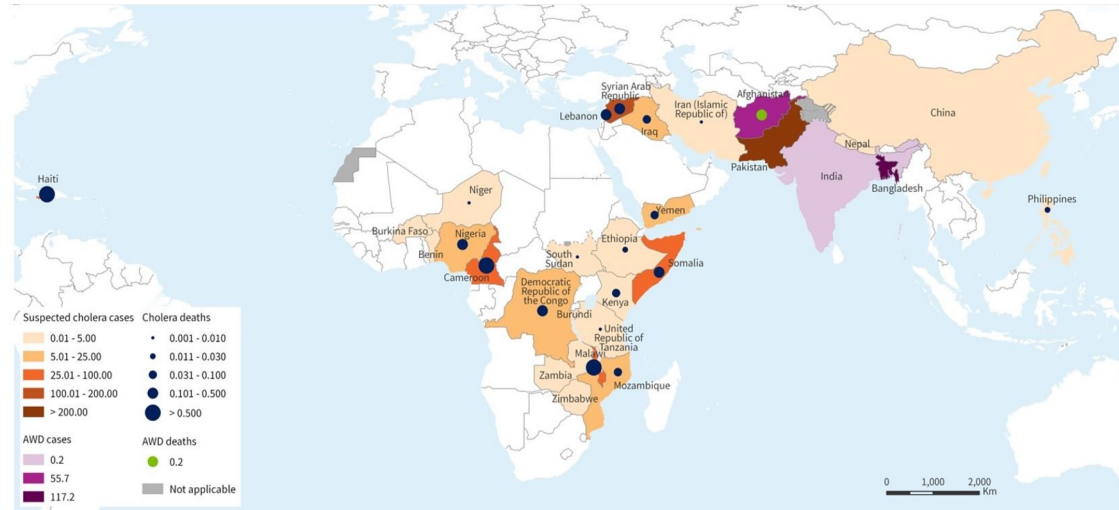 Syrian Arab
Republic
Afghanistan
Lebanon
Iran (Islamic
Republic of)
Iraq
China
Nepal
Pakistan
India
Bangladesh
Haiti
Niger
Philippines
Yemen
Burkina Faso
Nigeria
Ethiopia
Benin
South
Sudan
Somalia
Cameroon
Democratic
Republic of
the Congo
Kenya
Burundi
United
Republic of
Tanzania
Malawi
Zambia
Mozambique
Zimbabwe
Suspected cholera cases
0.01 - 5.00
5.01 - 25.00
25.01 - 100.00
100.01 - 200.00
> 200.00
AWD cases
0.2
55.7
117.2
Cholera deaths
0.001 - 0.010
0.011 - 0.030
0.031 - 0.100
0.101 - 0.500
> 0.500
AWD deaths
0.2
Not applicable
0 1,000 2,000
Km